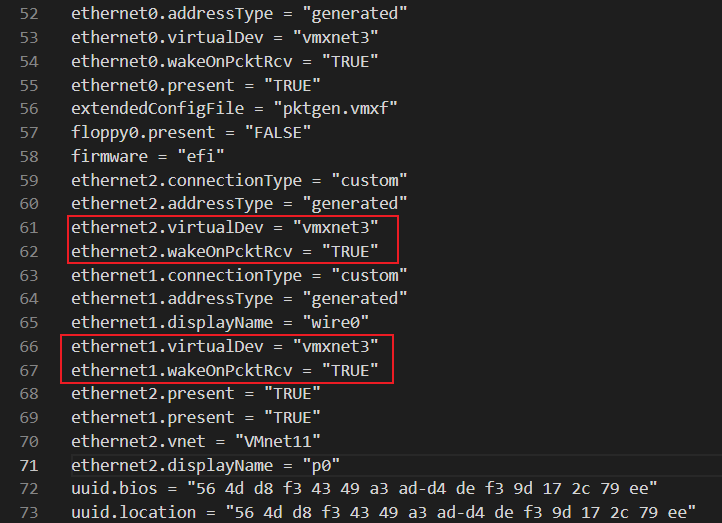 52 ethernet0.addressType = "generated"
53 ethernet0.virtualDev = "vmxnet3"
54 ethernet0.wakeOnPcktRcv = "TRUE"
55 ethernet0.present = "TRUE"
56 extendedConfigFile = "pktgen.vmxf"
57 floppy0.present = "FALSE"
58 firmware = "efi"
59 ethernet2.connectionType = "custom"
60 ethernet2.addressType = "generated"
61 ethernet2.virtualDev = "vmxnet3"
62 ethernet2.wakeOnPcktRcv = "TRUE"
63 ethernet1.connectionType = "custom"
64 ethernet1.addressType = "generated"
65 ethernet1.displayName = "wire0"
66 ethernet1.virtualDev = "vmxnet3"
67 ethernet1.wakeOnPcktRcv = "TRUE"
68 ethernet2.present = "TRUE"
69 ethernet1.present = "TRUE"
70 ethernet2.vnet = "VMnet11"
71 ethernet2.displayName = "p0"
72 uuid.bios = "56 4d d8 f3 43 49 a3 ad-d4 de f3 9d 17 2c 79 ee"
73 uuid.location = "56 4d d8 f3 43 49 a3 ad-d4 de f3 9d 17 2c 79 ee"